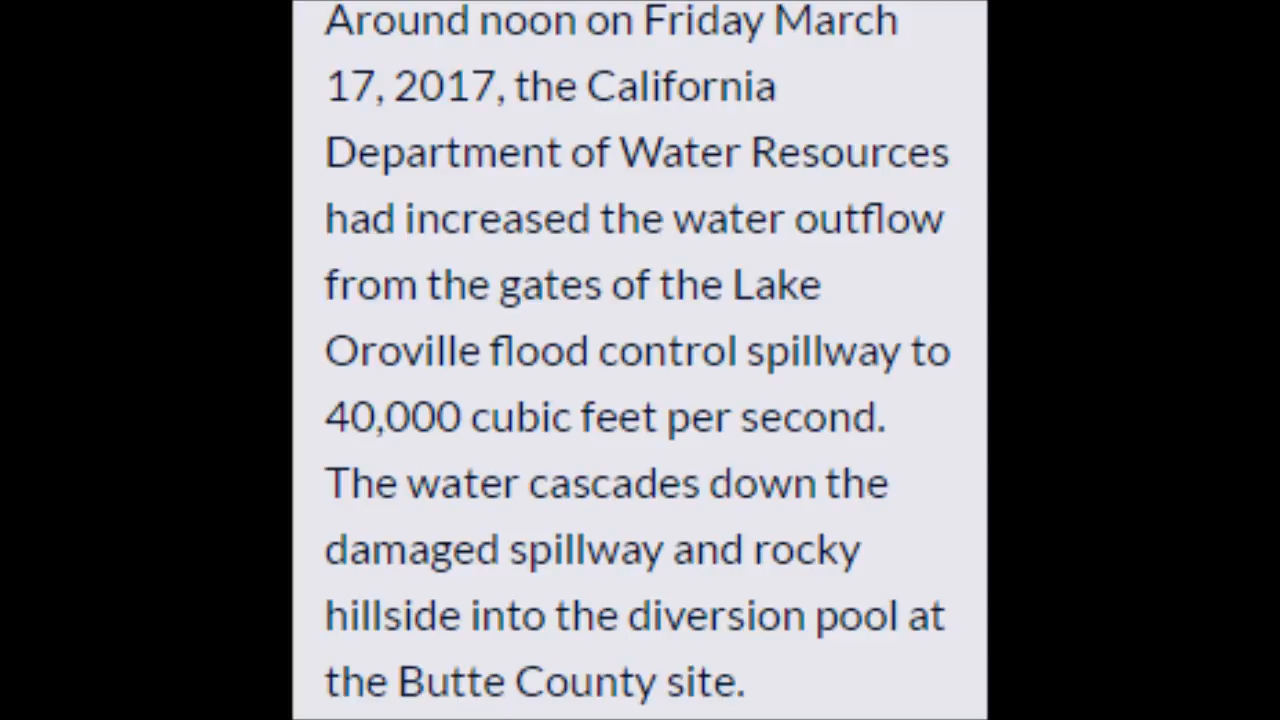 Around noon on Friday March
17, 2017, the California
Department of Water Resources
had increased the water outflow
from the gates of the Lake
Oroville flood control spillway to
40,000 cubic feet per second.
The water cascades down the
damaged spillway and rocky
hillside into the diversion pool at
the Butte County site.